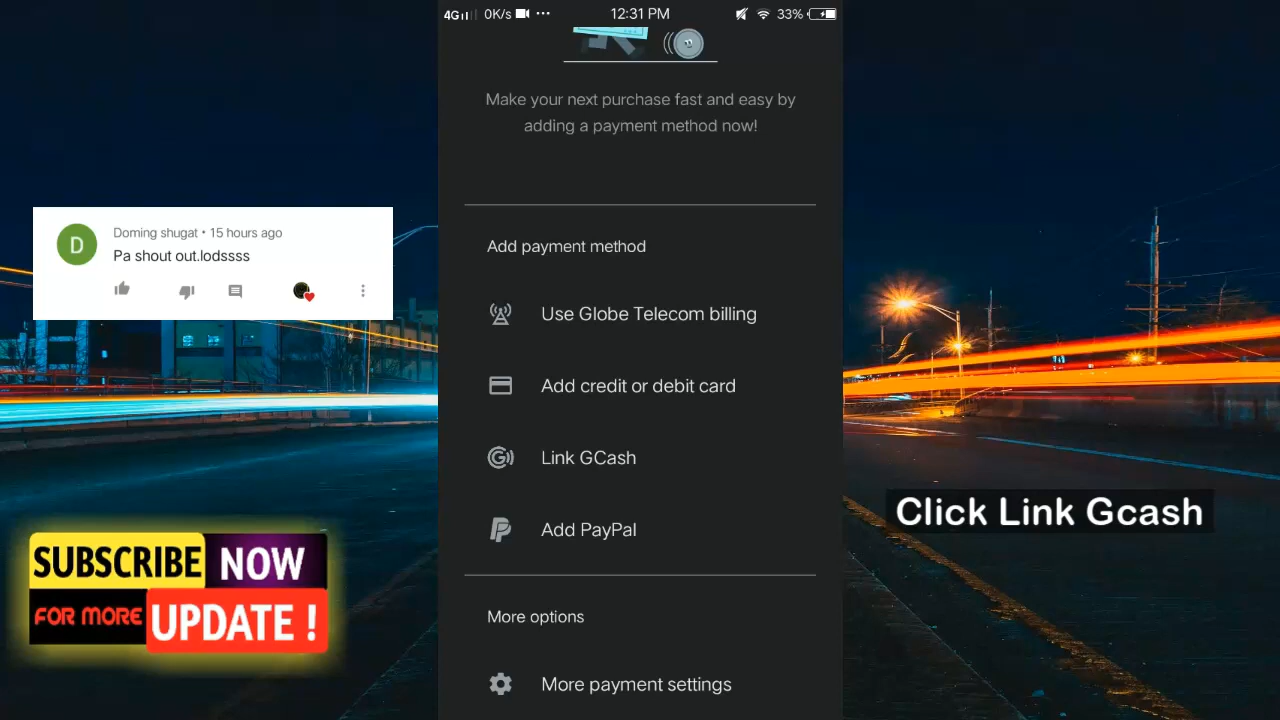 4G 0K/s ••• 12:31 PM 33%
Make your next purchase fast and easy by
adding a payment method now!
Add payment method
Use Globe Telecom billing
Add credit or debit card
Link GCash
Add PayPal
More options
More payment settings
D
Doming shugat • 15 hours ago
Pa shout out.lodssss
SUBSCRIBE NOW
FOR MORE UPDATE !
Click Link Gcash